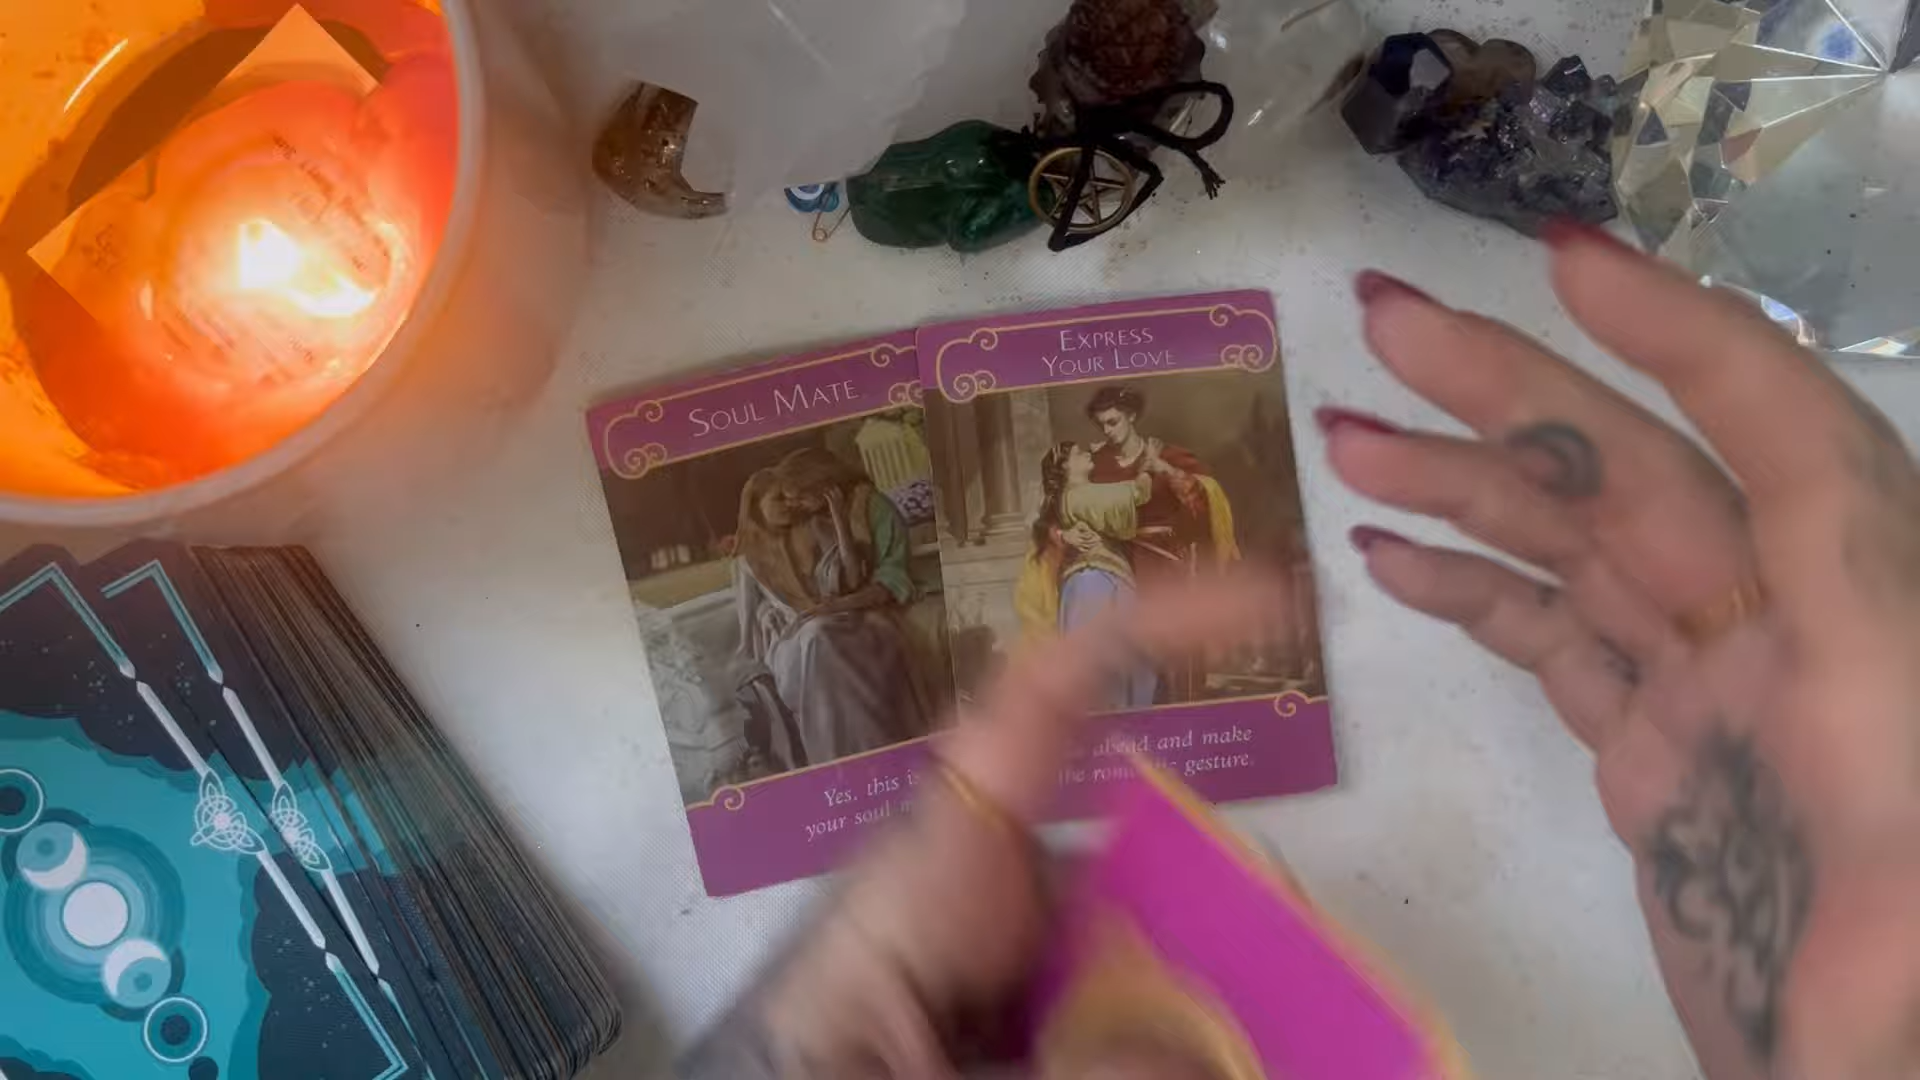 SOUL MATE
Yes, this is
your soul
EXPRESS
YOUR LOVE
ahead and make
the romantic gesture.